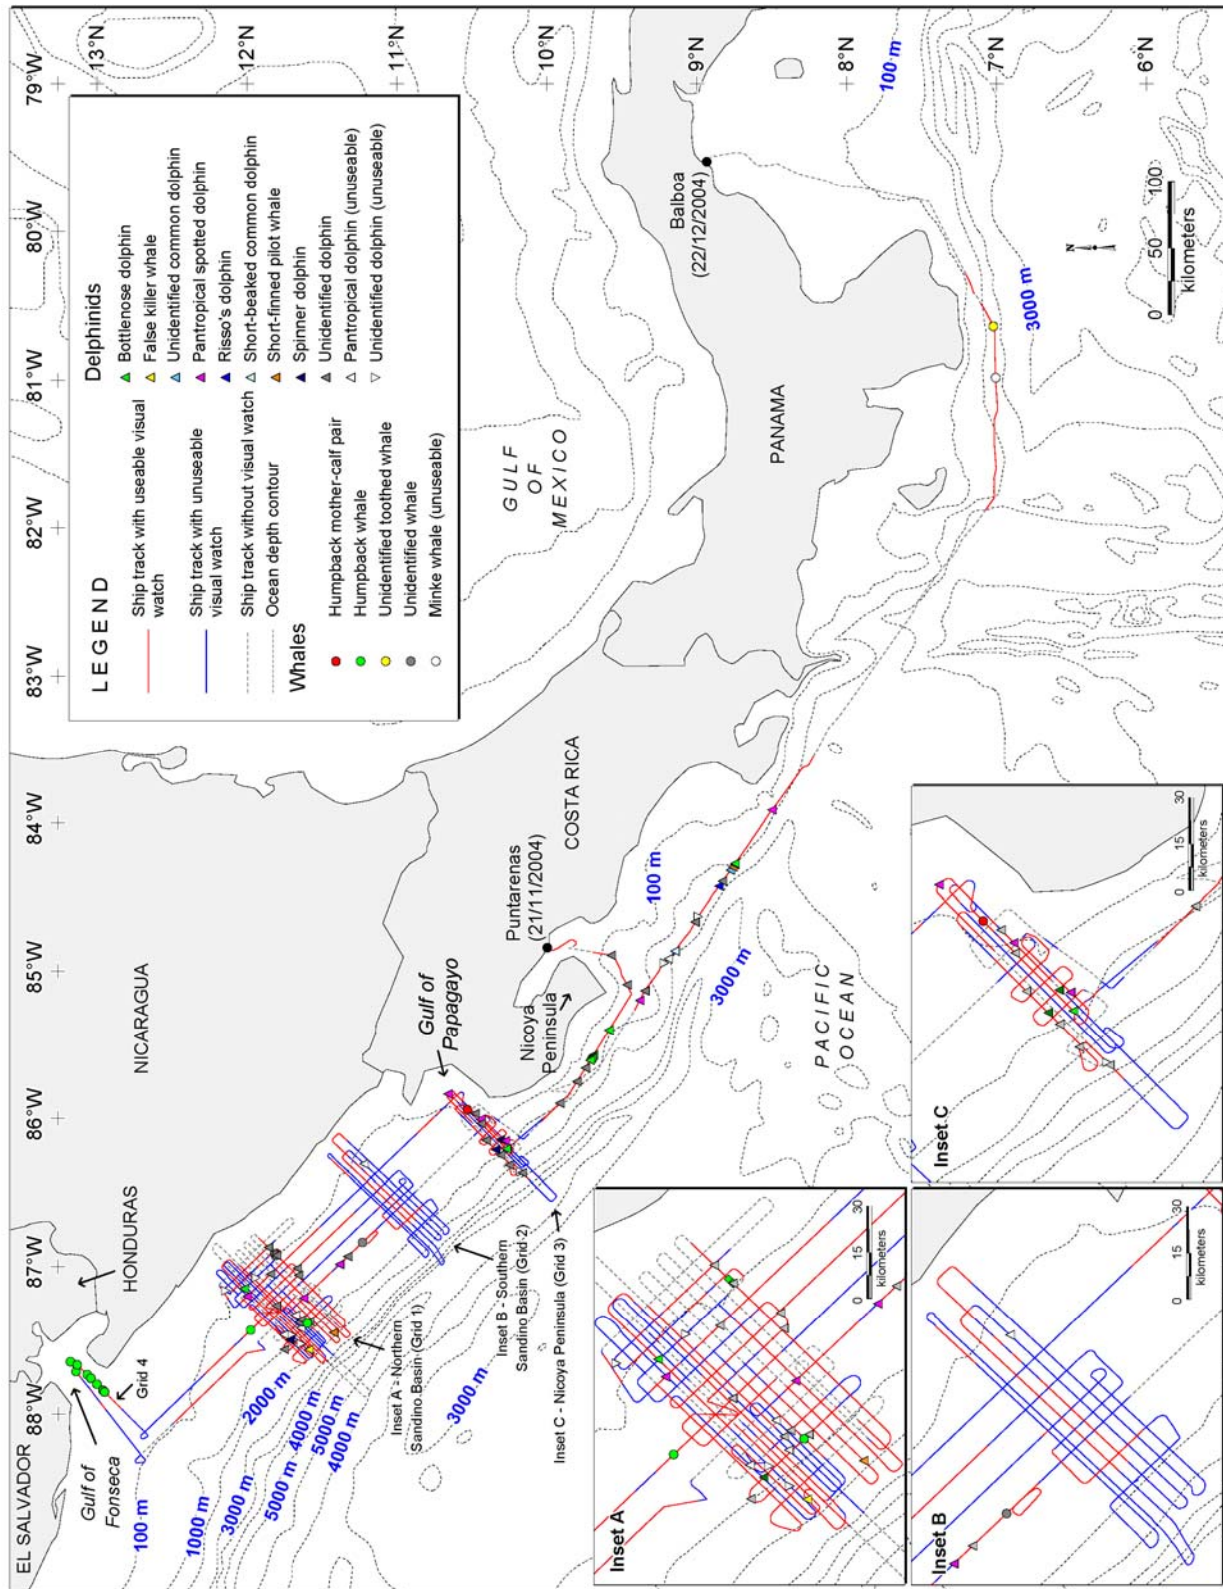 88°W
87°W
86°W
85°W
84°W
83°W
82°W
81°W
80°W
79°W
13°N
12°N
11°N
10°N
9°N
8°N
7°N
6°N
EL SALVADOR
HONDURAS
NICARAGUA
COSTA RICA
PANAMA
Gulf of
Fonseca
Grid 4
Gulf of
Papagayo
Nicoya
Peninsula
Puntarenas
(21/11/2004)
Balboa
(22/12/2004)
GULF
OF
MEXICO
PACIFIC
OCEAN
100 m
1000 m
2000 m
3000 m
4000 m
5000 m
5000 m
4000 m
3000 m
3000 m
100 m
3000 m
100 m
Inset A - Northern
Sandino Basin (Grid 1)
Inset B - Southern
Sandino Basin (Grid 2)
Inset C - Nicoya Peninsula (Grid 3)
LEGEND
Ship track with useable visual
watch
Ship track with unuseable
visual watch
Ship track without visual watch
Ocean depth contour
Whales
Humpback mother-calf pair
Humpback whale
Unidentified toothed whale
Unidentified whale
Minke whale (unuseable)
Delphinids
Bottlenose dolphin
False killer whale
Unidentified common dolphin
Pantropical spotted dolphin
Risso's dolphin
Short-beaked common dolphin
Short-finned pilot whale
Spinner dolphin
Unidentified dolphin
Pantropical dolphin (unuseable)
Unidentified dolphin (unuseable)
N
0 50 100
kilometers
Inset A
0 15 30
kilometers
Inset B
0 15 30
kilometers
Inset C
0 15 30
kilometers